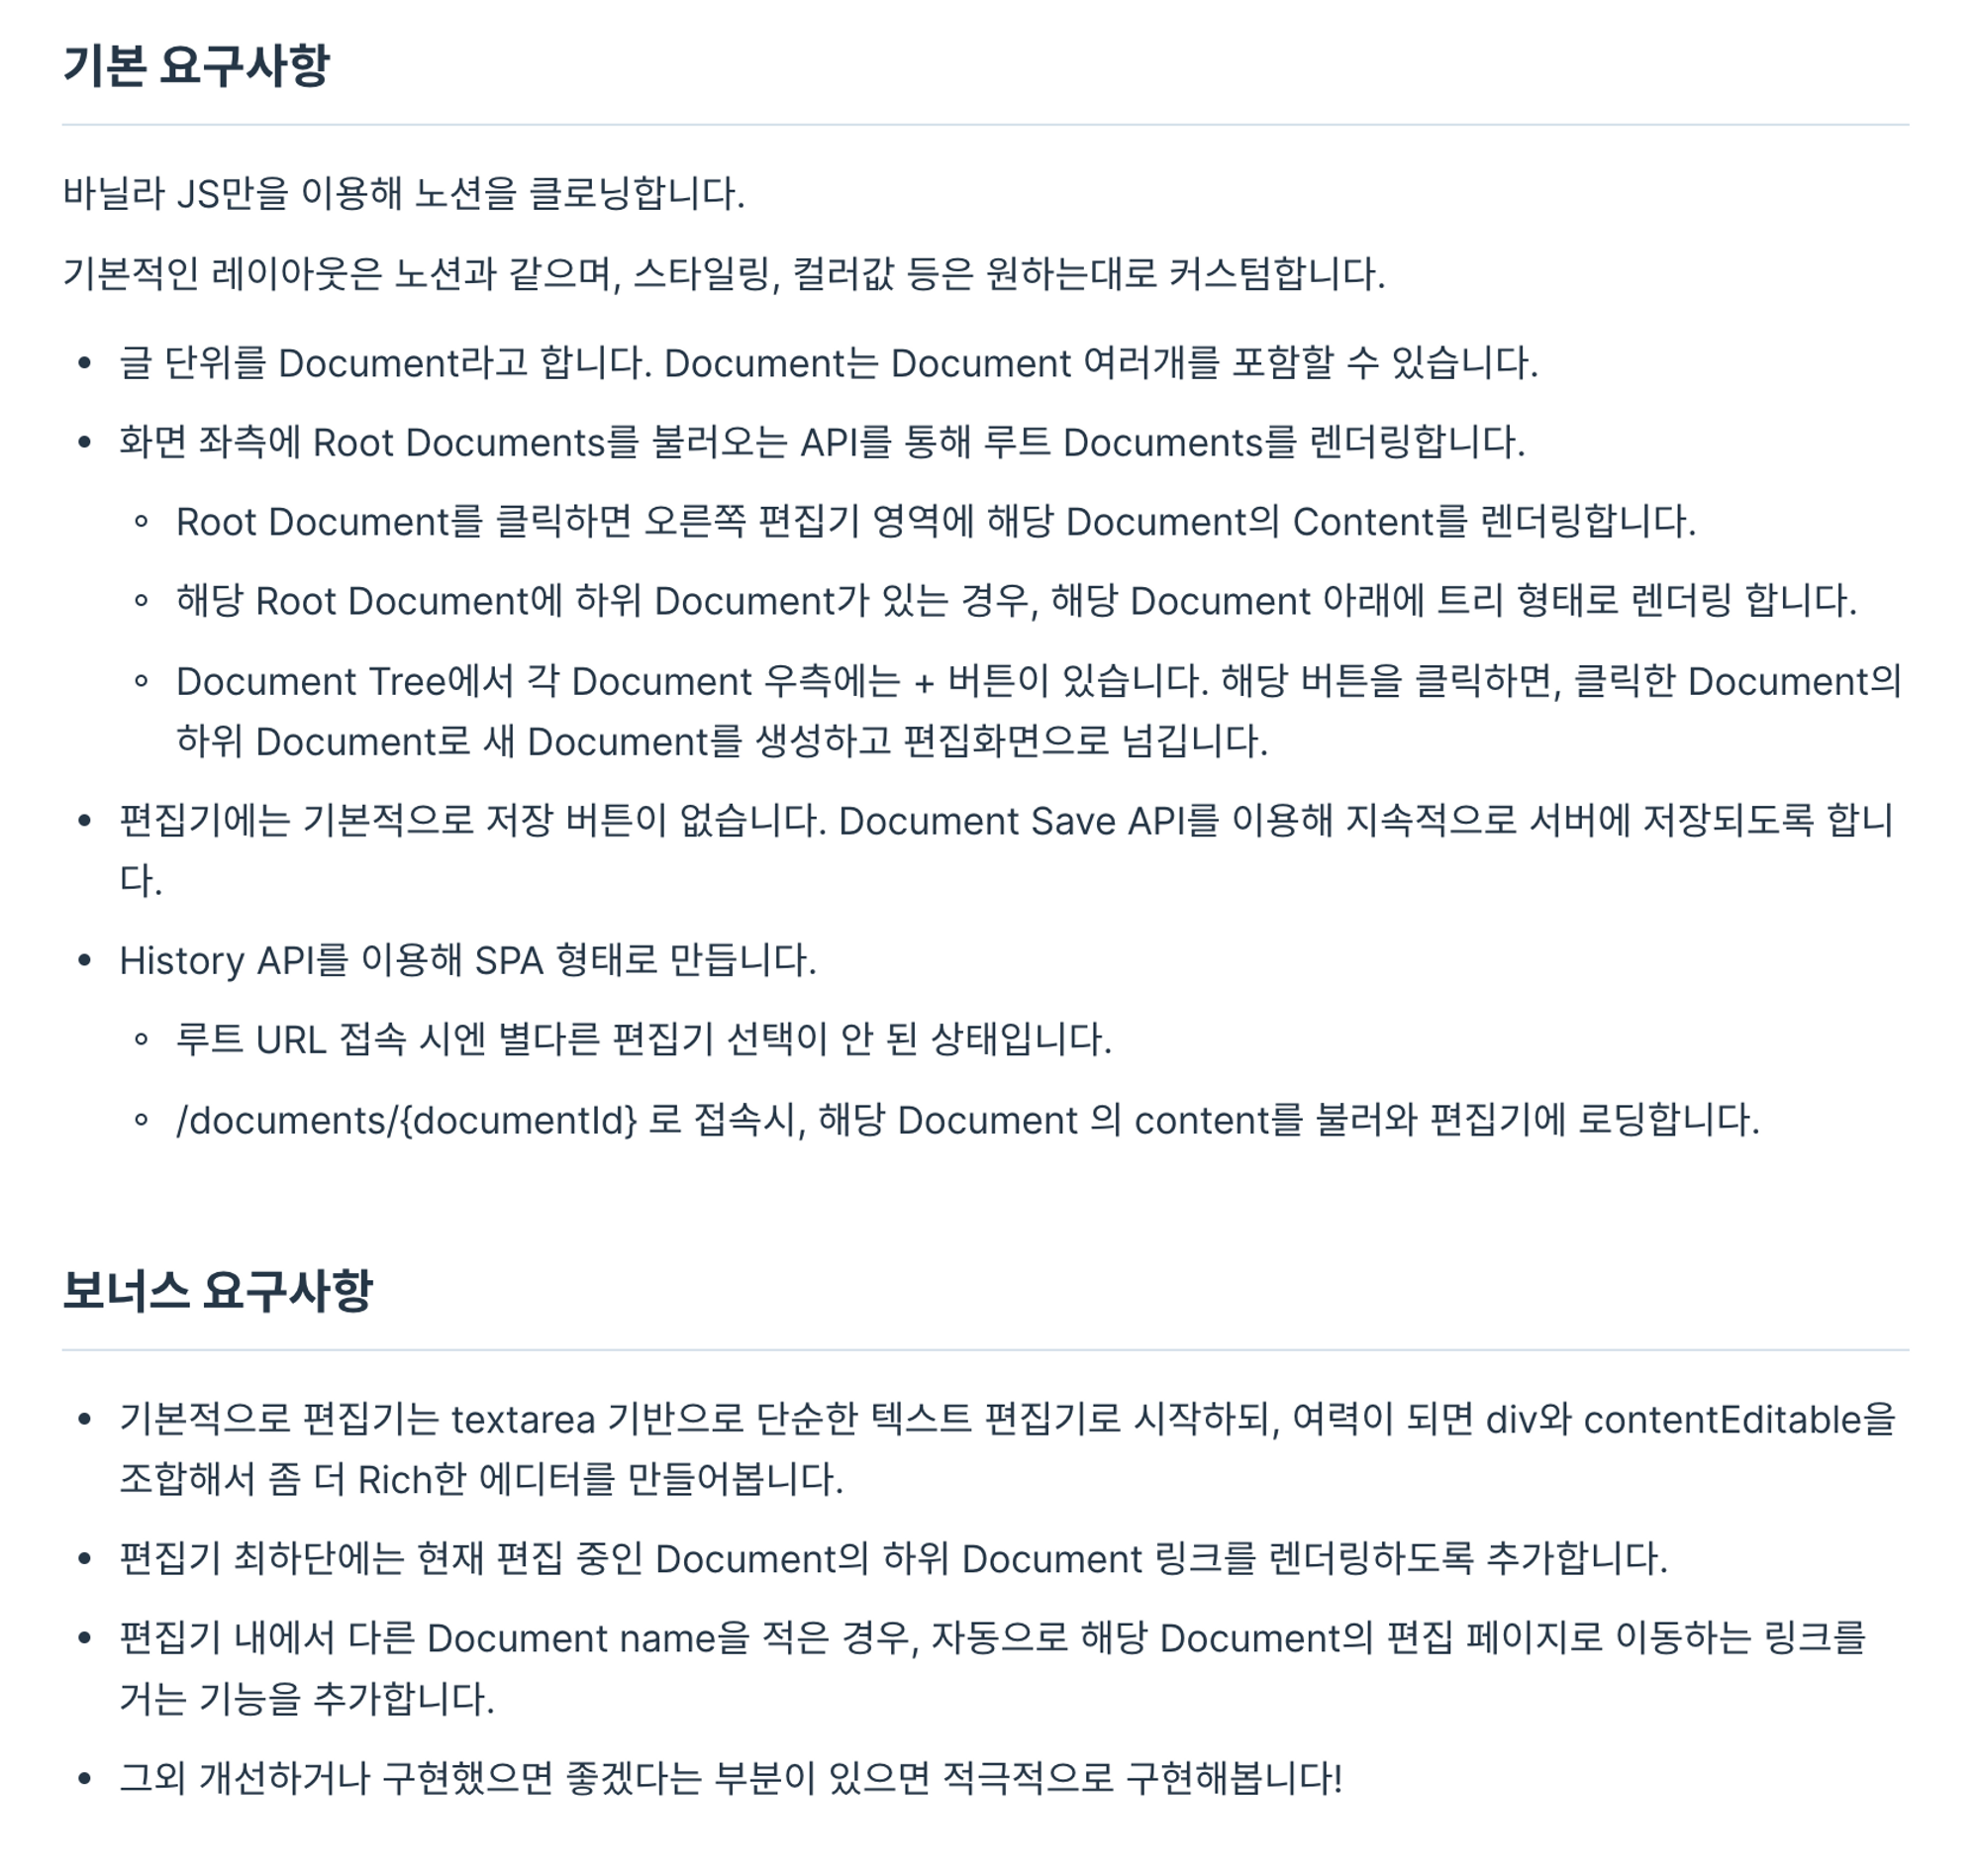 기본 요구사항
바닐라 JS만을 이용해 노션을 클로닝합니다.
기본적인 레이아웃은 노션과 같으며, 스타일링, 컬러값 등은 원하는대로 커스텀합니다.
• 글 단위를 Document라고 합니다. Document는 Document 여러개를 포함할 수 있습니다.
• 화면 좌측에 Root Documents를 불러오는 API를 통해 루트 Documents를 렌더링합니다.
◦ Root Document를 클릭하면 오른쪽 편집기 영역에 해당 Document의 Content를 렌더링합니다.
◦ 해당 Root Document에 하위 Document가 있는 경우, 해당 Document 아래에 트리 형태로 렌더링 합니다.
◦ Document Tree에서 각 Document 우측에는 + 버튼이 있습니다. 해당 버튼을 클릭하면, 클릭한 Document의
하위 Document로 새 Document를 생성하고 편집화면으로 넘깁니다.
• 편집기에는 기본적으로 저장 버튼이 없습니다. Document Save API를 이용해 지속적으로 서버에 저장되도록 합니
다.
• History API를 이용해 SPA 형태로 만듭니다.
◦ 루트 URL 접속 시엔 별다른 편집기 선택이 안 된 상태입니다.
◦ /documents/{documentId} 로 접속시, 해당 Document 의 content를 불러와 편집기에 로딩합니다.
보너스 요구사항
• 기본적으로 편집기는 textarea 기반으로 단순한 텍스트 편집기로 시작하되, 여력이 되면 div와 contentEditable을
조합해서 좀 더 Rich한 에디터를 만들어봅니다.
• 편집기 최하단에는 현재 편집 중인 Document의 하위 Document 링크를 렌더링하도록 추가합니다.
• 편집기 내에서 다른 Document name을 적은 경우, 자동으로 해당 Document의 편집 페이지로 이동하는 링크를
거는 기능을 추가합니다.
• 그외 개선하거나 구현했으면 좋겠다는 부분이 있으면 적극적으로 구현해봅니다!